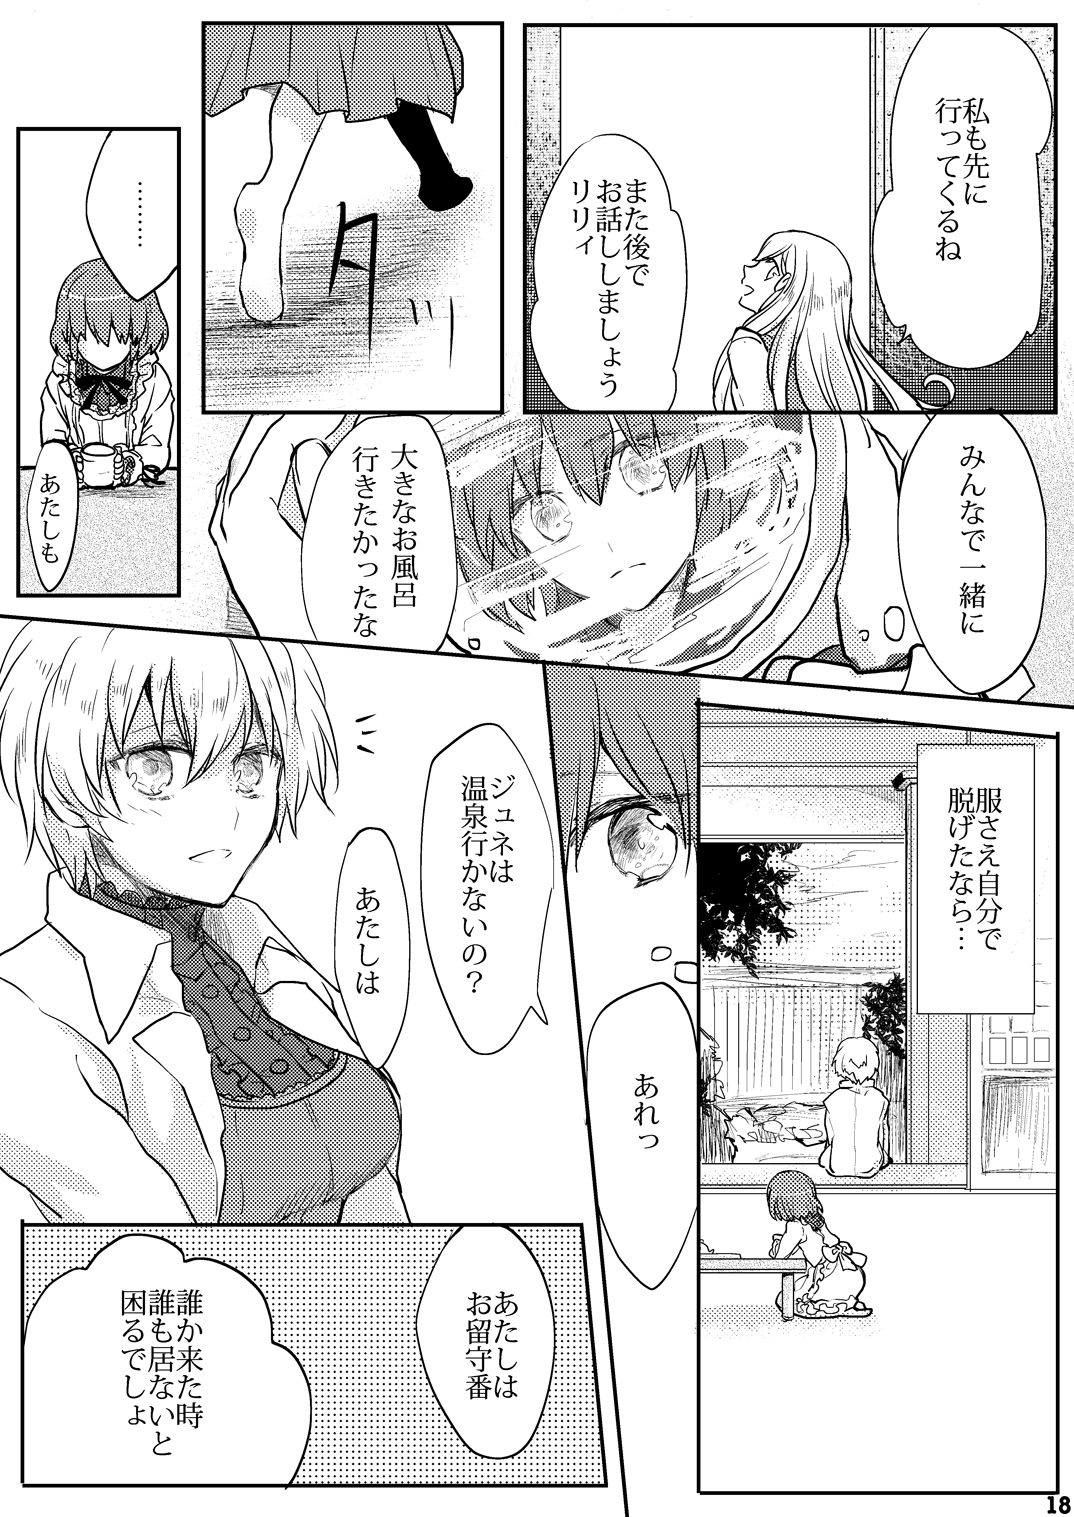 私も先に
行ってくるね
また後で
お話ししましょう
リリィ
タッ
………
あたしも
みんなで一緒に
大きなお風呂
行きたかったな
服さえ自分で
脱げたなら…
あれっ
ジュネは
温泉行かないの？
あたしは
あたしは
お留守番
誰か来た時
誰も居ないと
困るでしょ
18